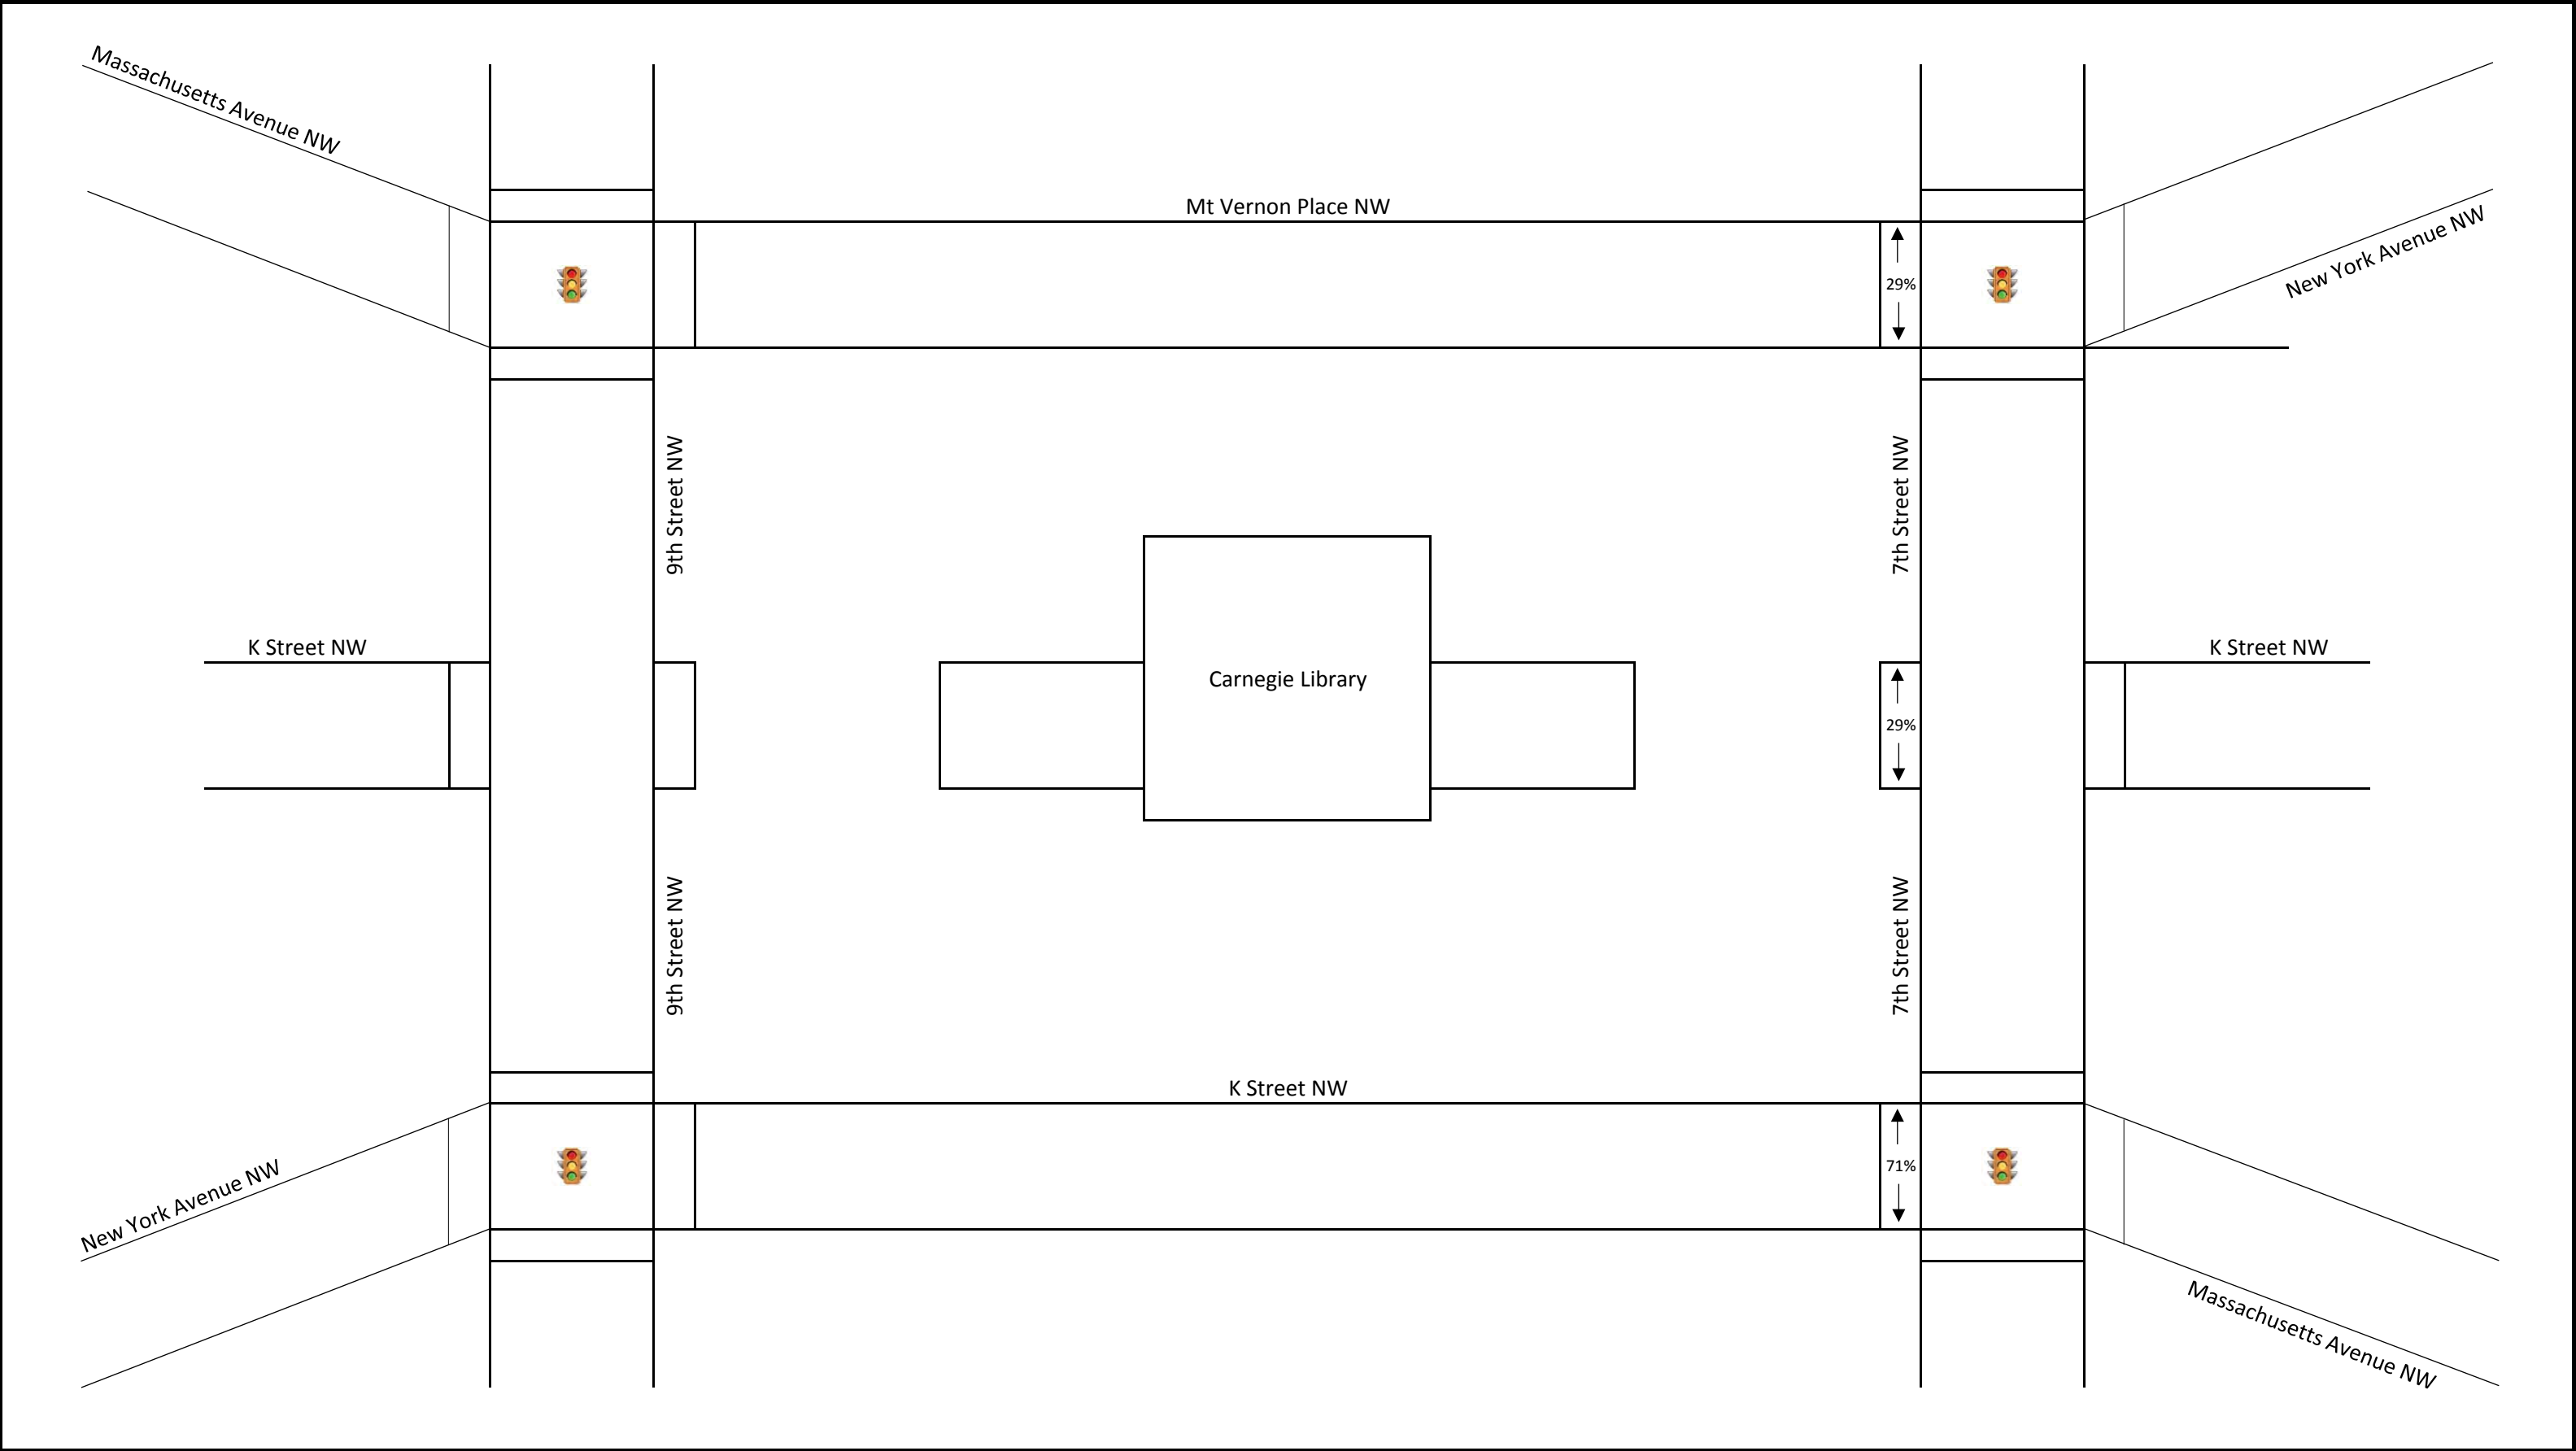 Massachusetts Avenue NW
Mt Vernon Place NW
New York Avenue NW
29%
9th Street NW
7th Street NW
K Street NW
Carnegie Library
K Street NW
29%
9th Street NW
7th Street NW
K Street NW
New York Avenue NW
71%
Massachusetts Avenue NW